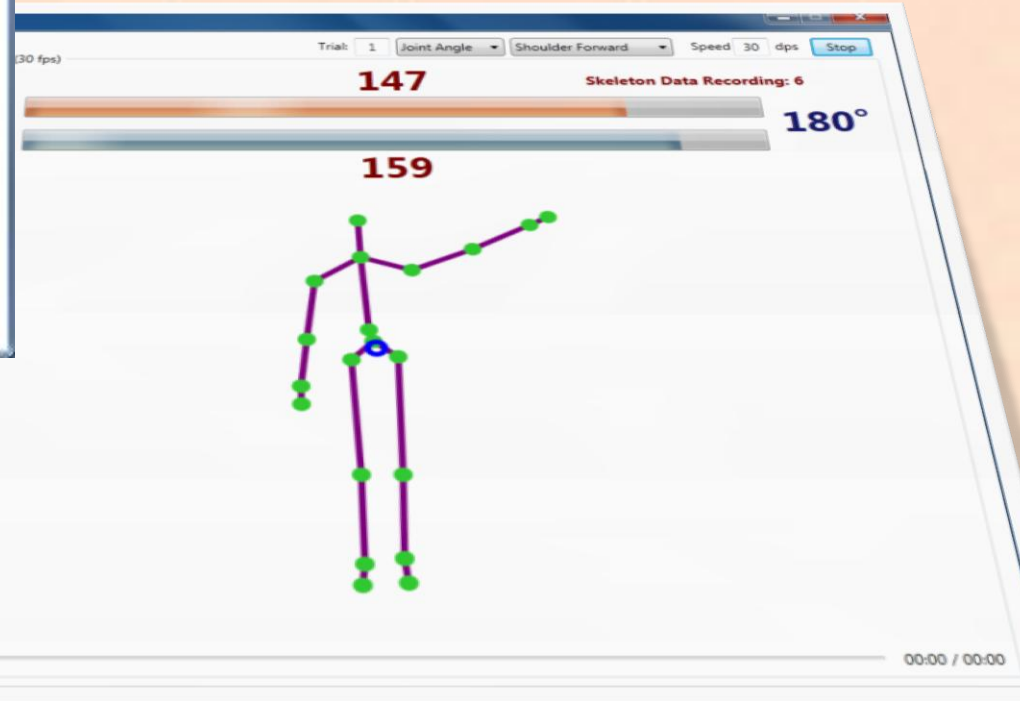 Trial: 1 Joint Angle Shoulder Forward Speed 30 dps Stop
(30 fps)
147
Skeleton Data Recording: 6
180°
159
00:00 / 00:00